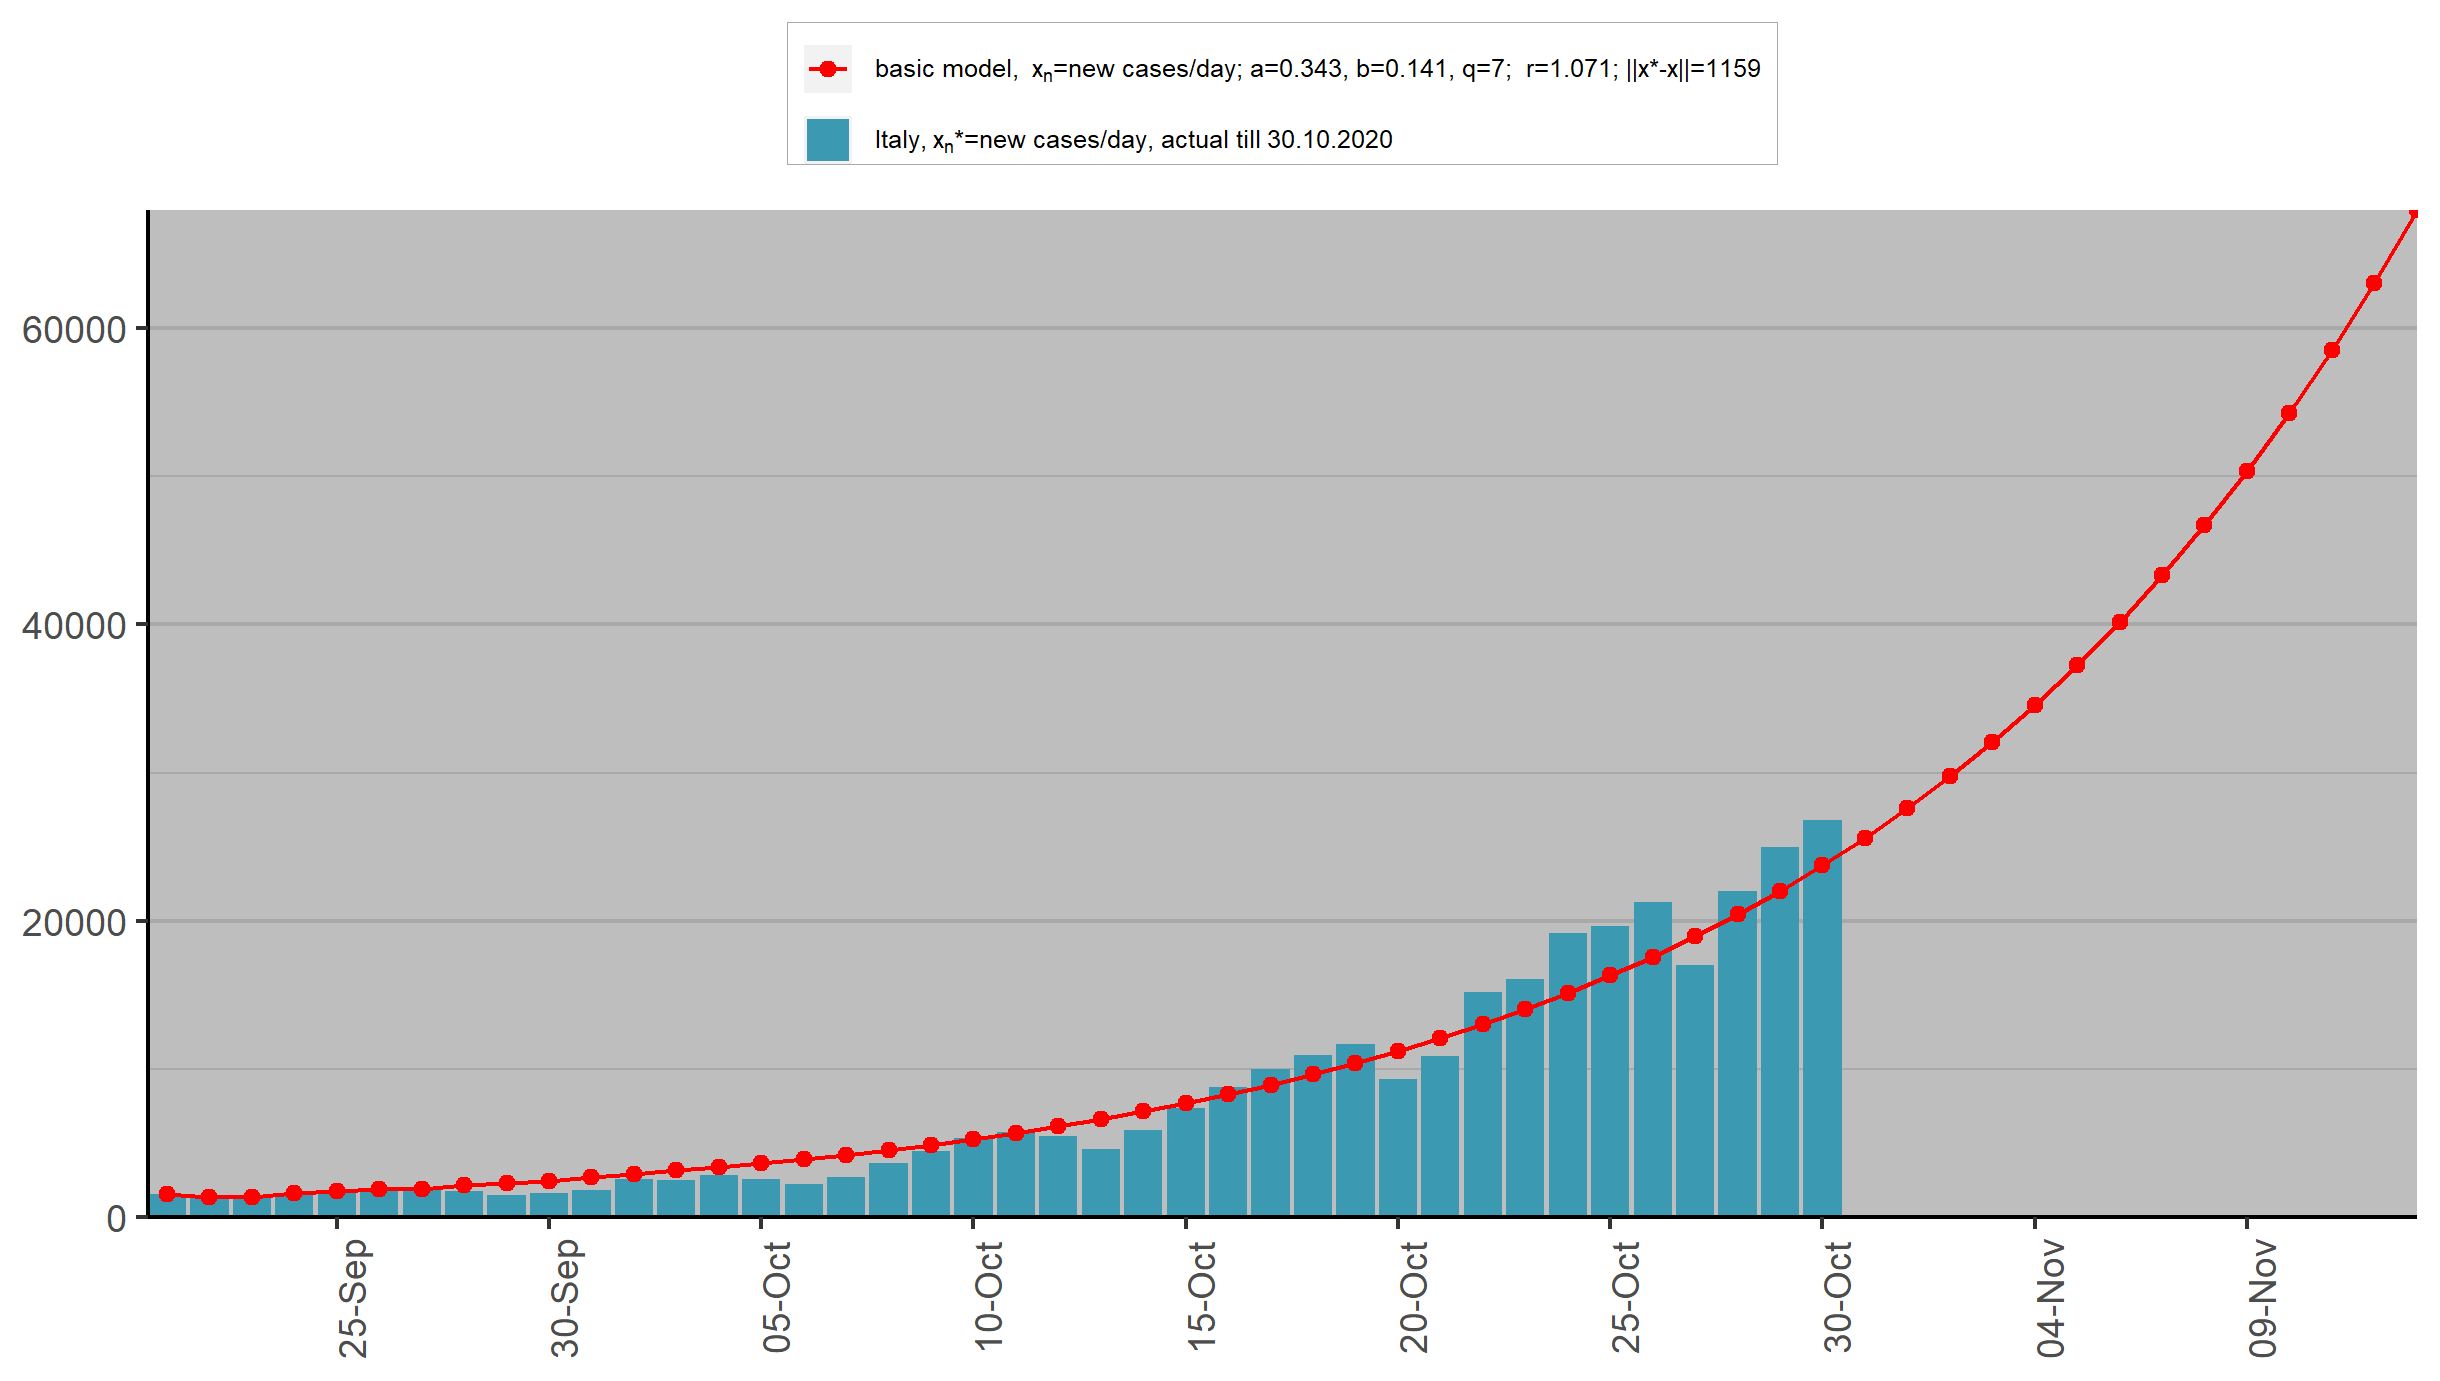 basic model, xₙ=new cases/day; a=0.343, b=0.141, q=7; r=1.071; ||x*-x||=1159
Italy, xₙ*=new cases/day, actual till 30.10.2020
60000
40000
20000
0
25-Sep
30-Sep
05-Oct
10-Oct
15-Oct
20-Oct
25-Oct
30-Oct
04-Nov
09-Nov